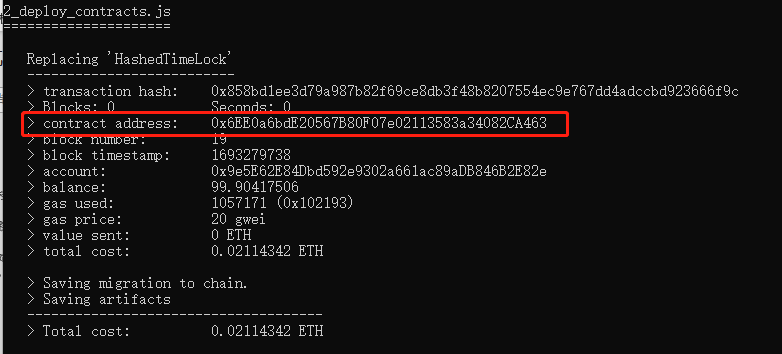 2_deploy_contracts.js
=====================
Replacing 'HashedTimeLock'
--------------------------
> transaction hash:    0x858bd1ee3d79a987b82f69ce8db3f48b8207554ec9e767dd4adccbd923666f9c
> Blocks: 0            Seconds: 0
> contract address:    0x6EE0a6bdE20567B80F07e02113583a34082CA463
> block number:        19
> block timestamp:     1693279738
> account:             0x9e5E62E84Dbd592e9302a661ac89aDB846B2E82e
> balance:             99.90417506
> gas used:            1057171 (0x102193)
> gas price:           20 gwei
> value sent:          0 ETH
> total cost:          0.02114342 ETH
> Saving migration to chain.
> Saving artifacts
-------------------------------------
> Total cost:          0.02114342 ETH